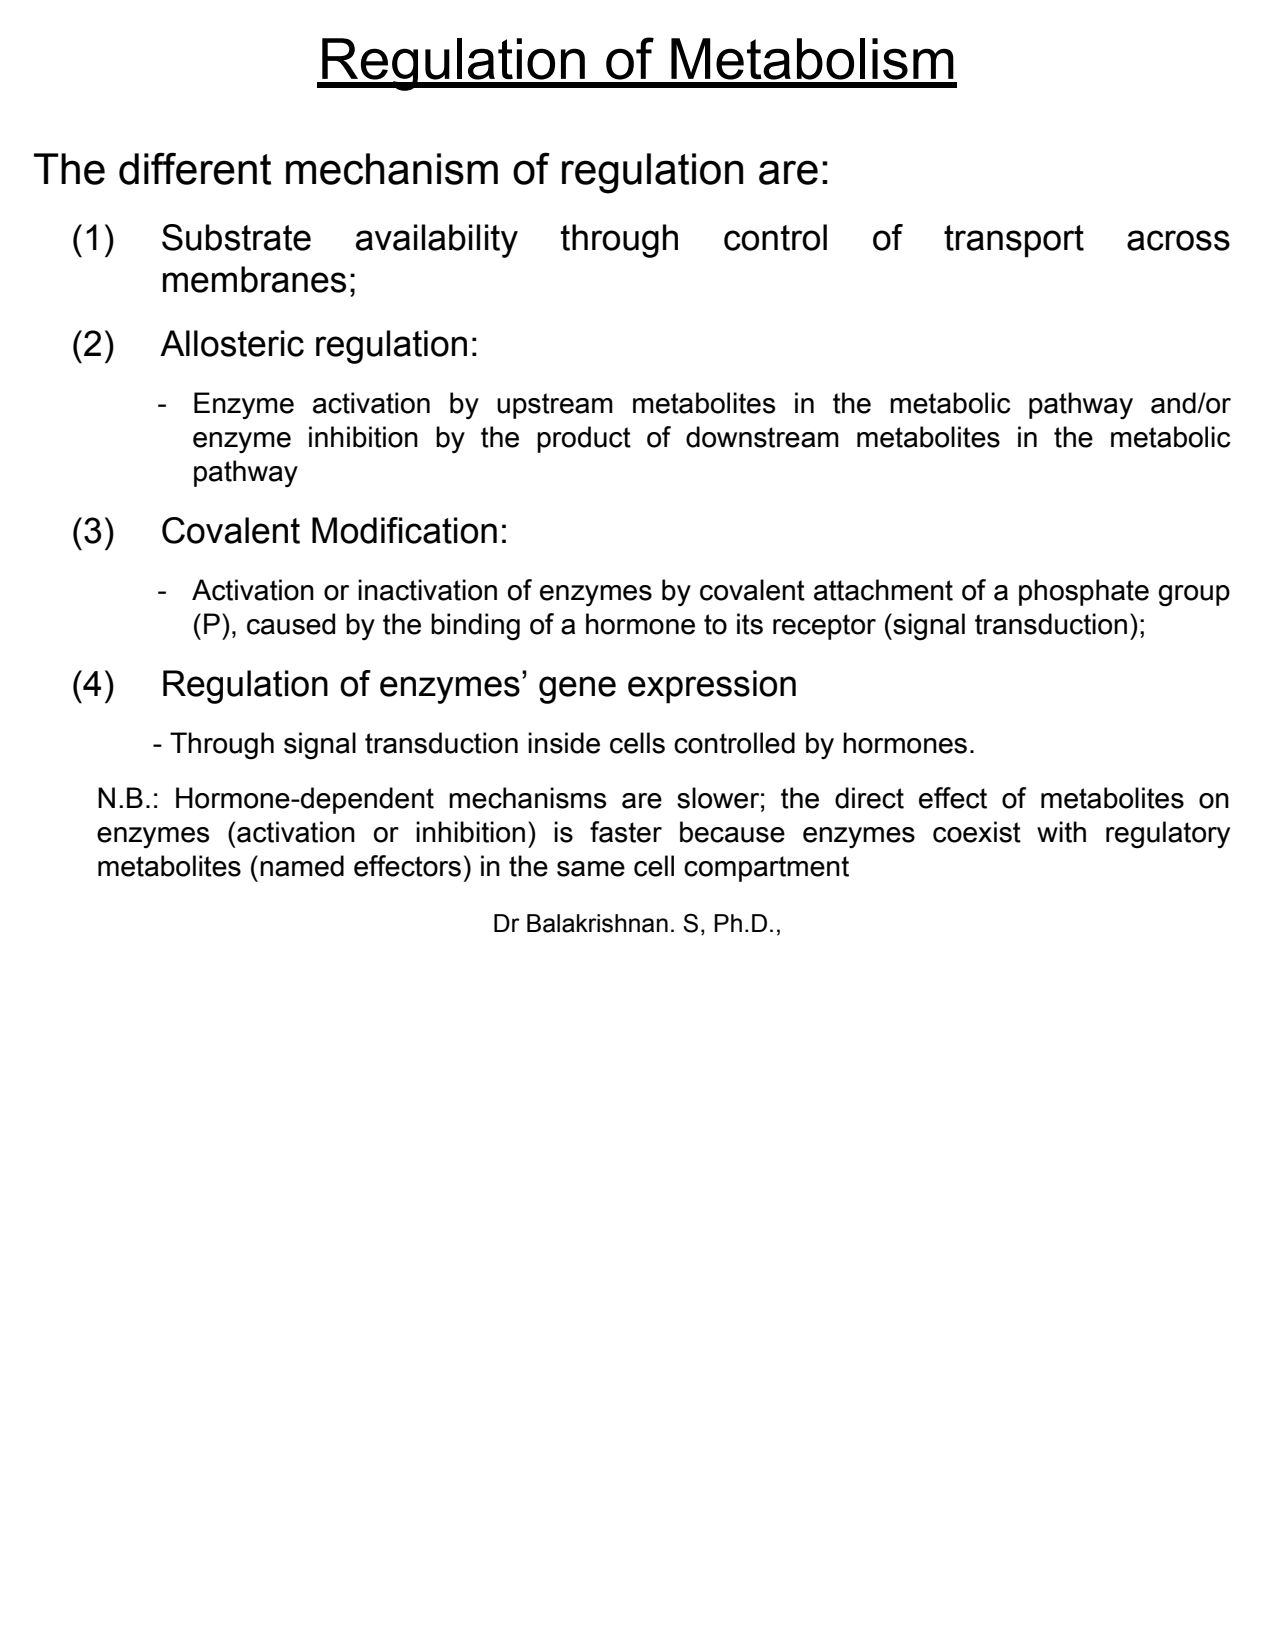 Regulation of Metabolism
The different mechanism of regulation are:
(1) Substrate availability through control of transport across
membranes;
(2) Allosteric regulation:
- Enzyme activation by upstream metabolites in the metabolic pathway and/or
enzyme inhibition by the product of downstream metabolites in the metabolic
pathway
(3) Covalent Modification:
- Activation or inactivation of enzymes by covalent attachment of a phosphate group
(P), caused by the binding of a hormone to its receptor (signal transduction);
(4) Regulation of enzymes’ gene expression
- Through signal transduction inside cells controlled by hormones.
N.B.: Hormone-dependent mechanisms are slower; the direct effect of metabolites on
enzymes (activation or inhibition) is faster because enzymes coexist with regulatory
metabolites (named effectors) in the same cell compartment
Dr Balakrishnan. S, Ph.D.,